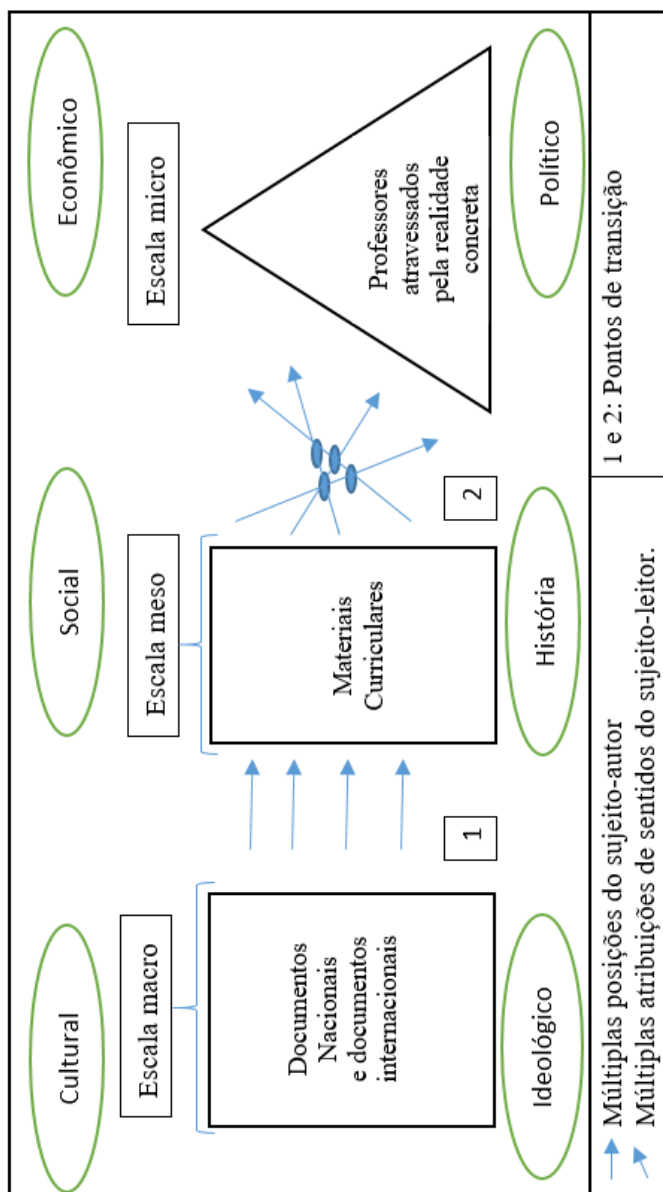 Cultural
Social
Econômico
Escala macro
Escala meso
Escala micro
Documentos
Nacionais
e documentos
internacionais
Materiais
Curriculares
Professores
atravessados
pela realidade
concreta
1
2
Ideológico
História
Político
Múltiplas posições do sujeito-autor
Múltiplas atribuições de sentidos do sujeito-leitor.
1 e 2: Pontos de transição